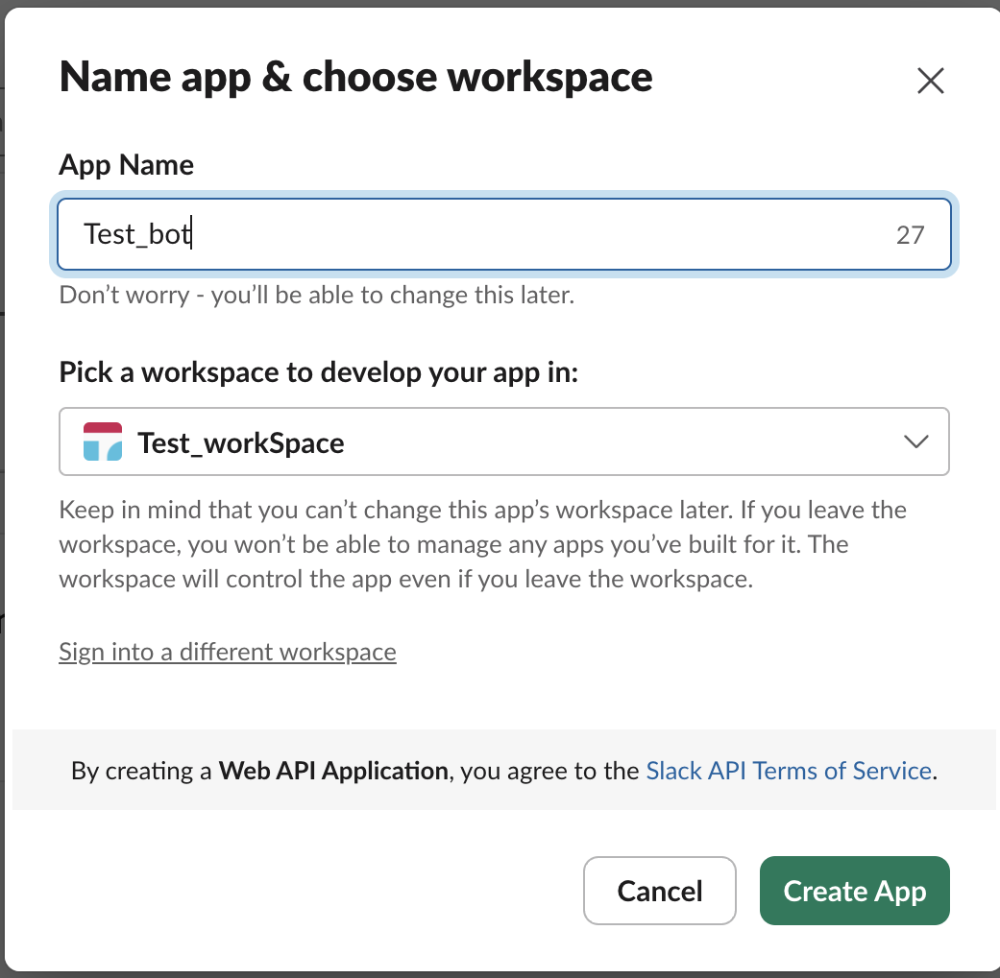 Name app & choose workspace
App Name
Test_bot
27
Don’t worry - you’ll be able to change this later.
Pick a workspace to develop your app in:
Test_workSpace
Keep in mind that you can’t change this app’s workspace later. If you leave the
workspace, you won’t be able to manage any apps you’ve built for it. The
workspace will control the app even if you leave the workspace.
Sign into a different workspace
By creating a Web API Application, you agree to the Slack API Terms of Service.
Cancel
Create App